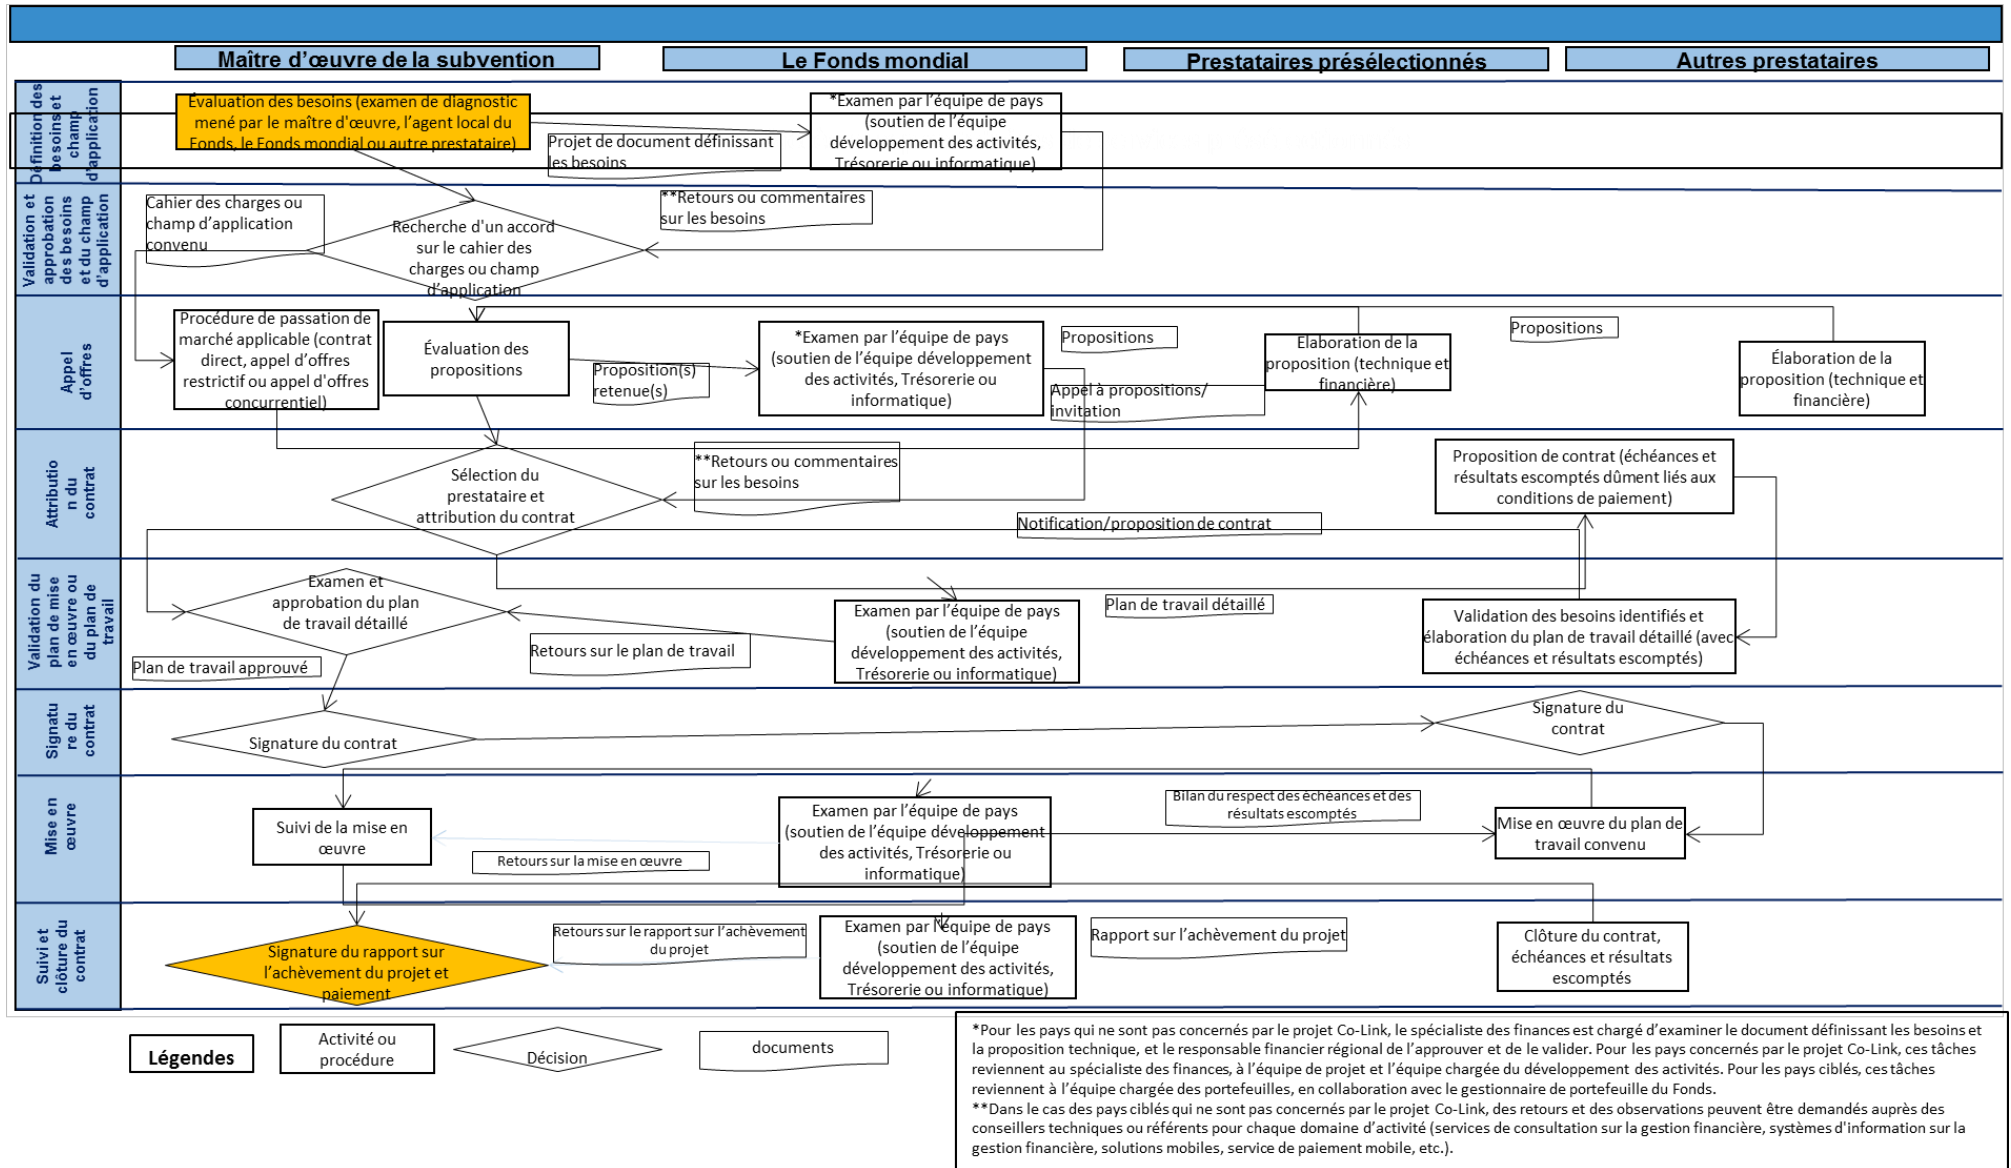 Maître d'œuvre de la subvention
Le Fonds mondial
Prestataires présélectionnés
Autres prestataires
Définition des
besoins et
champ
d'application
Évaluation des besoins (examen de diagnostic
mené par le maître d'œuvre, l'agent local du
Fonds, le Fonds mondial ou autre prestataire)
Projet de document définissant
les besoins
*Examen par l'équipe de pays
(soutien de l'équipe
développement des activités,
Trésorerie ou informatique)
Validation et
approbation
des besoins
et du champ
d'application
Cahier des charges ou
champ d'application
convenu
Recherche d'un accord
sur le cahier des
charges ou champ
d'application
**Retours ou commentaires
sur les besoins
Appel
d'offres
Procédure de passation de
marché applicable (contrat
direct, appel d'offres
restrictif ou appel d'offres
concurrentiel)
Évaluation des
propositions
Proposition(s)
retenue(s)
*Examen par l'équipe de pays
(soutien de l'équipe développement
des activités, Trésorerie ou
informatique)
Propositions
Appel à propositions/
invitation
Élaboration de la
proposition (technique et
financière)
Propositions
Élaboration de la
proposition (technique et
financière)
Attributio
n du
contrat
Sélection du
prestataire et
attribution du contrat
**Retours ou commentaires
sur les besoins
Notification/proposition de contrat
Proposition de contrat (échéances et
résultats escomptés dûment liés aux
conditions de paiement)
Validation du
plan de mise
en œuvre ou
du plan de
travail
Examen et
approbation du plan
de travail détaillé
Plan de travail approuvé
Retours sur le plan de travail
Examen par l'équipe de pays
(soutien de l'équipe
développement des activités,
Trésorerie ou informatique)
Plan de travail détaillé
Validation des besoins identifiés et
élaboration du plan de travail détaillé (avec
échéances et résultats escomptés)
Signatu
re du
contrat
Signature du contrat
Signature du
contrat
Mise en
œuvre
Suivi de la mise en
œuvre
Retours sur la mise en œuvre
Examen par l'équipe de pays
(soutien de l'équipe développement
des activités, Trésorerie ou
informatique)
Bilan du respect des échéances et des
résultats escomptés
Mise en œuvre du plan de
travail convenu
Suivi et
clôture du
contrat
Signature du rapport sur
l'achèvement du projet et
paiement
Retours sur le rapport sur l'achèvement
du projet
Examen par l'équipe de pays
(soutien de l'équipe
développement des activités,
Trésorerie ou informatique)
Rapport sur l'achèvement du projet
Clôture du contrat,
échéances et résultats
escomptés
Légendes
Activité ou
procédure
Décision
documents
*Pour les pays qui ne sont pas concernés par le projet Co-Link, le spécialiste des finances est chargé d'examiner le document définissant les besoins et
la proposition technique, et le responsable financier régional de l'approuver et de le valider. Pour les pays concernés par le projet Co-Link, ces tâches
reviennent au spécialiste des finances, à l'équipe de projet et l'équipe chargée du développement des activités. Pour les pays ciblés, ces tâches
reviennent à l'équipe chargée des portefeuilles, en collaboration avec le gestionnaire de portefeuille du Fonds.
**Dans le cas des pays ciblés qui ne sont pas concernés par le projet Co-Link, des retours et des observations peuvent être demandés auprès des
conseillers techniques ou référents pour chaque domaine d'activité (services de consultation sur la gestion financière, systèmes d'information sur la
gestion financière, solutions mobiles, service de paiement mobile, etc.).